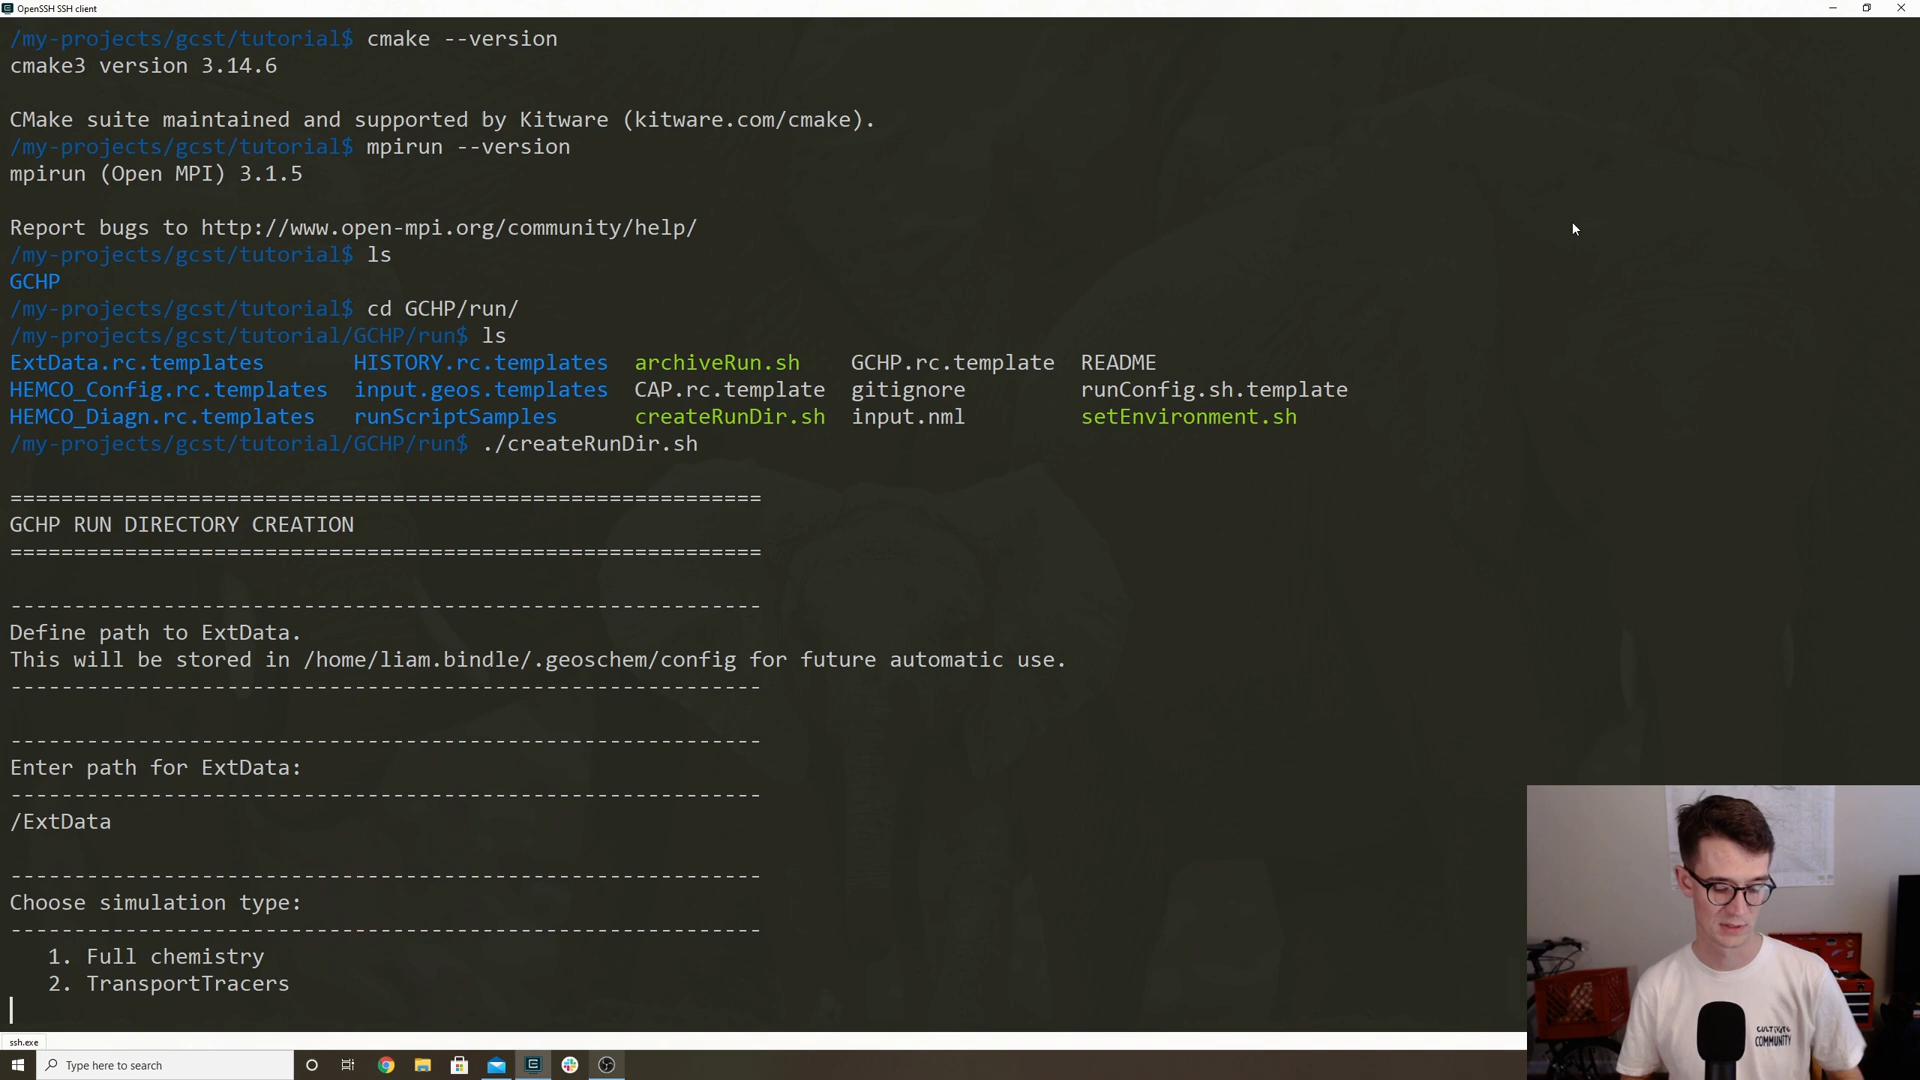 OpenSSH SSH client
/my-projects/gcst/tutorial$ cmake --version
cmake3 version 3.14.6
CMake suite maintained and supported by Kitware (kitware.com/cmake).
/my-projects/gcst/tutorial$ mpirun --version
mpirun (Open MPI) 3.1.5
Report bugs to http://www.open-mpi.org/community/help/
/my-projects/gcst/tutorial$ ls
GCHP
/my-projects/gcst/tutorial$ cd GCHP/run/
/my-projects/gcst/tutorial/GCHP/run$ ls
ExtData.rc.templates HISTORY.rc.templates archiveRun.sh GCHP.rc.template README
HEMCO_Config.rc.templates input.geos.templates CAP.rc.template gitignore runConfig.sh.template
HEMCO_Diagn.rc.templates runScriptSamples createRunDir.sh input.nml setEnvironment.sh
/my-projects/gcst/tutorial/GCHP/run$ ./createRunDir.sh
===========================================================
GCHP RUN DIRECTORY CREATION
===========================================================
-----------------------------------------------------------
Define path to ExtData.
This will be stored in /home/liam.bindle/.geoschem/config for future automatic use.
-----------------------------------------------------------
-----------------------------------------------------------
Enter path for ExtData:
-----------------------------------------------------------
/ExtData
-----------------------------------------------------------
Choose simulation type:
-----------------------------------------------------------
1. Full chemistry
2. TransportTracers
CULTIVATE
COMMUNITY
ssh.exe
Type here to search